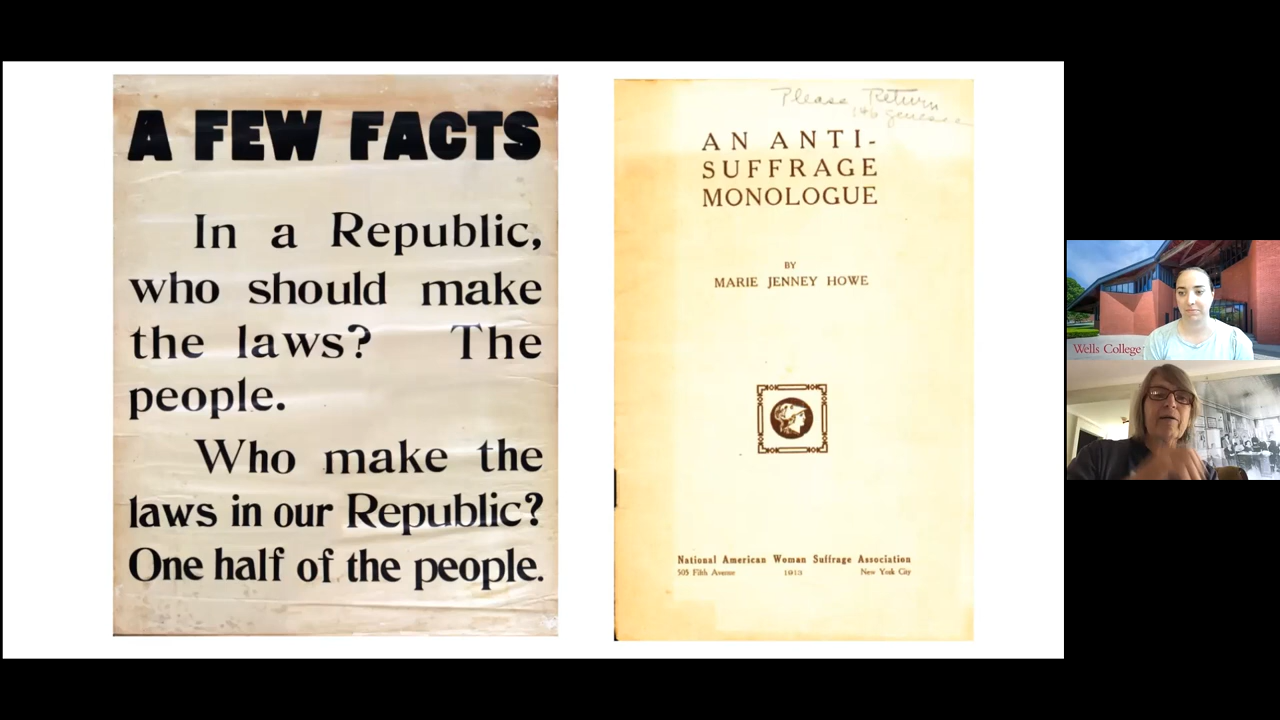 A FEW FACTS
In a Republic,
who should make
the laws? The
people.
Who make the
laws in our Republic?
One half of the people.
Please Return
146 genesee
AN ANTI-
SUFFRAGE
MONOLOGUE
BY
MARIE JENNEY HOWE
National American Woman Suffrage Association
505 Fifth Avenue 1913 New York City
Wells College